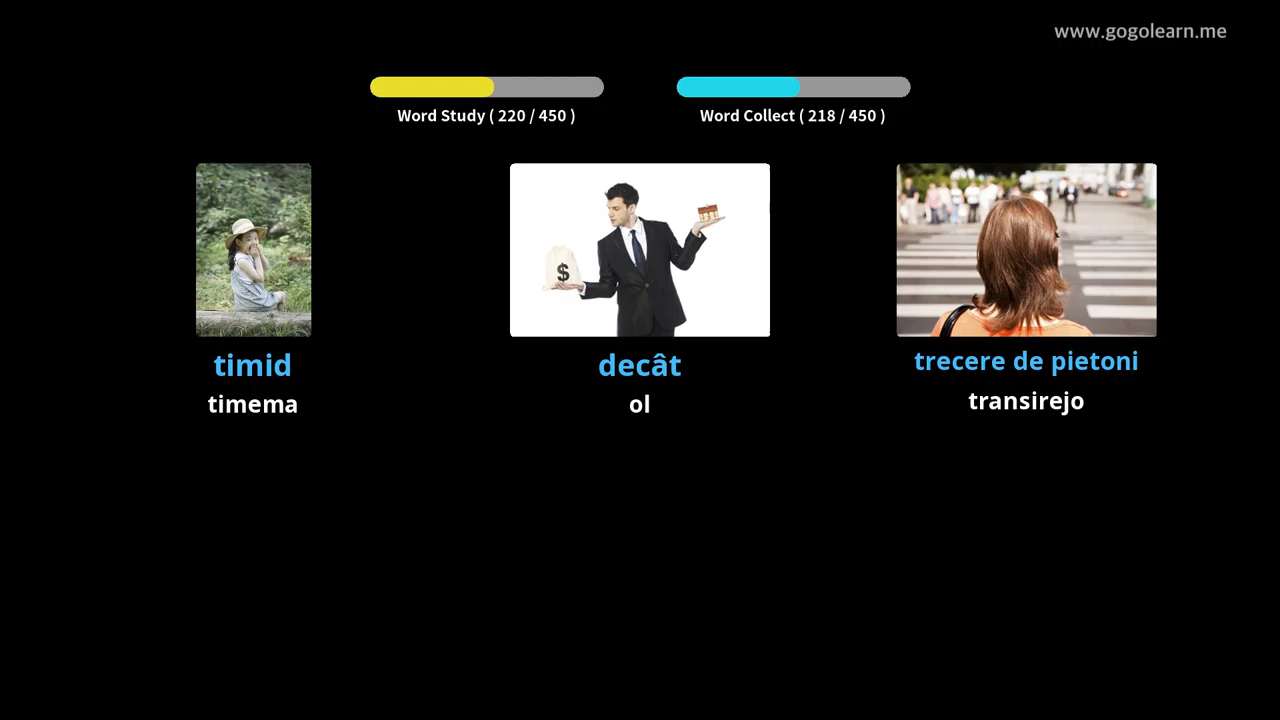 www.gogolearn.me
Word Study ( 220 / 450 )
Word Collect ( 218 / 450 )
$
timid
timema
decât
ol
trecere de pietoni
transirejo